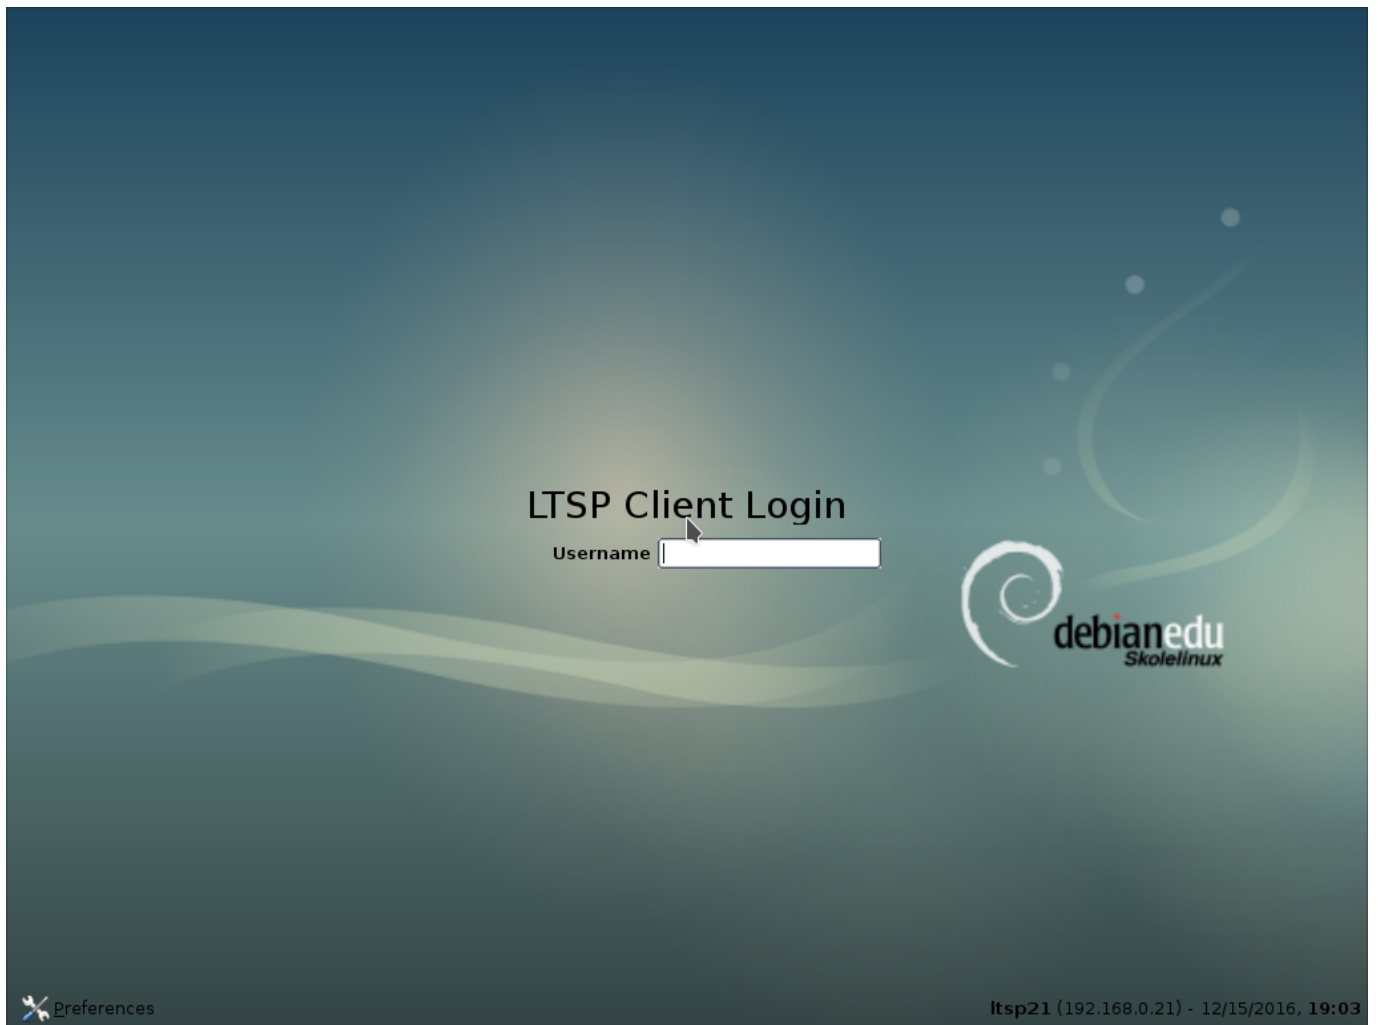 LTSP Client Login
Username
debianedu
Skolelinux
Preferences
ltsp21 (192.168.0.21) - 12/15/2016, 19:03